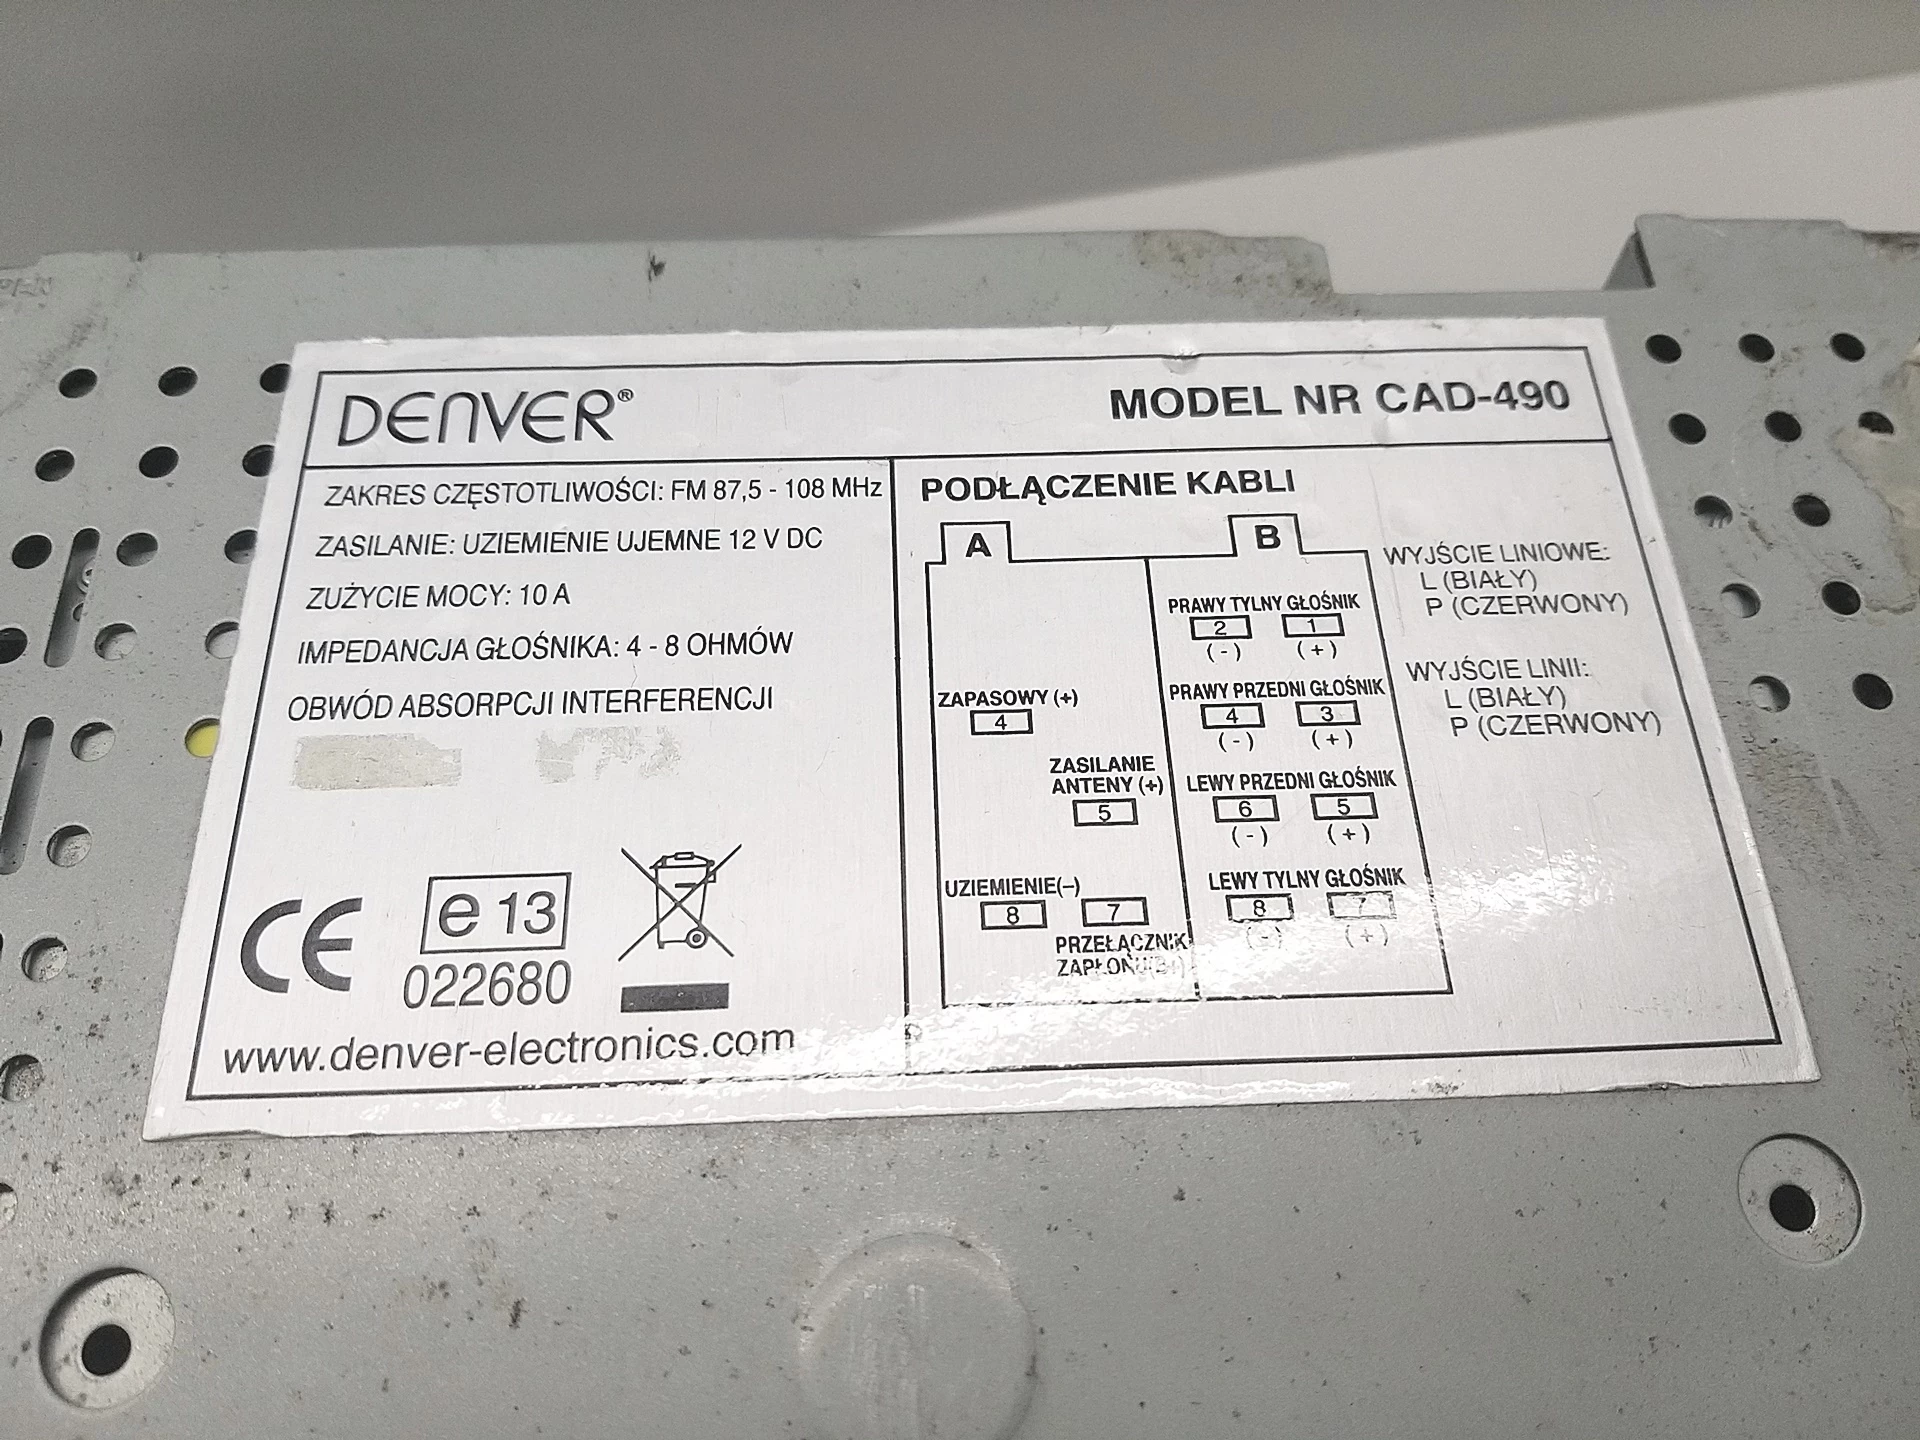 DENVER®
MODEL NR CAD-490
ZAKRES CZĘSTOTLIWOŚCI: FM 87,5 - 108 MHz
ZASILANIE: UZIEMIENIE UJEMNE 12 V DC
ZUŻYCIE MOCY: 10 A
IMPEDANCJA GŁOŚNIKA: 4 - 8 OHMÓW
OBWÓD ABSORPCJI INTERFERENCJI
CE
e 13
022680
www.denver-electronics.com
PODŁĄCZENIE KABLI
A
ZAPASOWY (+)
4
ZASILANIE
ANTENY (+)
5
UZIEMIENIE(–)
8 7
PRZEŁĄCZNIK
ZAPŁONU(B+)
B
PRAWY TYLNY GŁOŚNIK
2 1
(-) (+)
PRAWY PRZEDNI GŁOŚNIK
4 3
(-) (+)
LEWY PRZEDNI GŁOŚNIK
6 5
(-) (+)
LEWY TYLNY GŁOŚNIK
8 7
(-) (+)
WYJŚCIE LINIOWE:
L (BIAŁY)
P (CZERWONY)
WYJŚCIE LINII:
L (BIAŁY)
P (CZERWONY)